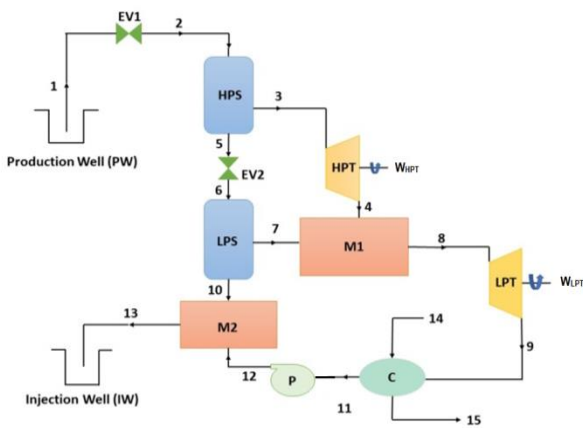 EV1
2
1
HPS
3
Production Well (PW)
5
EV2
HPT
WHPT
6
4
LPS
7
M1
8
LPT
WLPT
10
13
M2
14
9
12
P
C
Injection Well (IW)
11
15